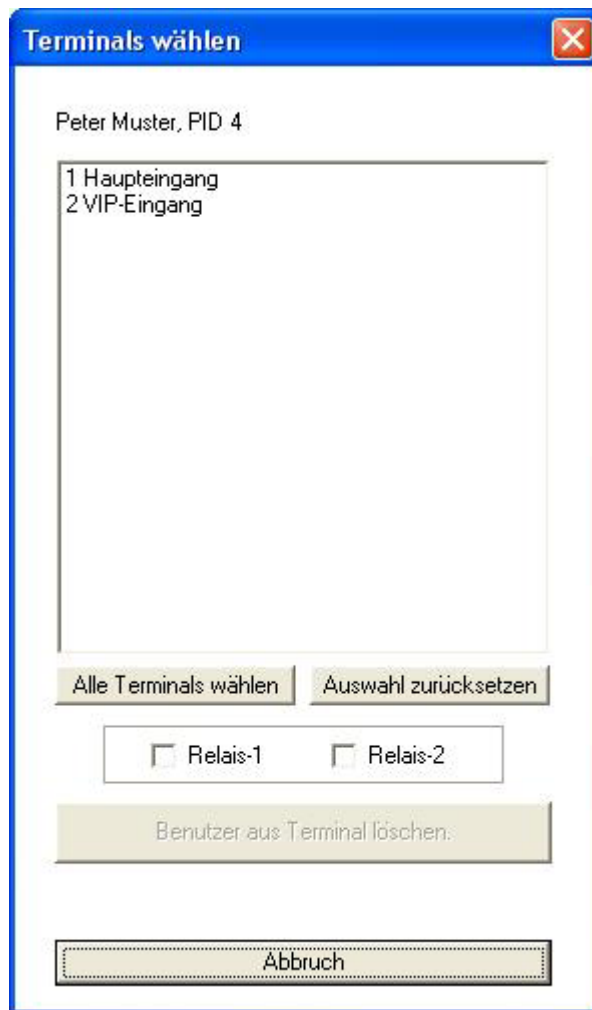 Terminals wählen
Peter Muster, PID 4
1 Haupteingang
2 VIP-Eingang
Alle Terminals wählen Auswahl zurücksetzen
Relais-1 Relais-2
Benutzer aus Terminal löschen.
Abbruch